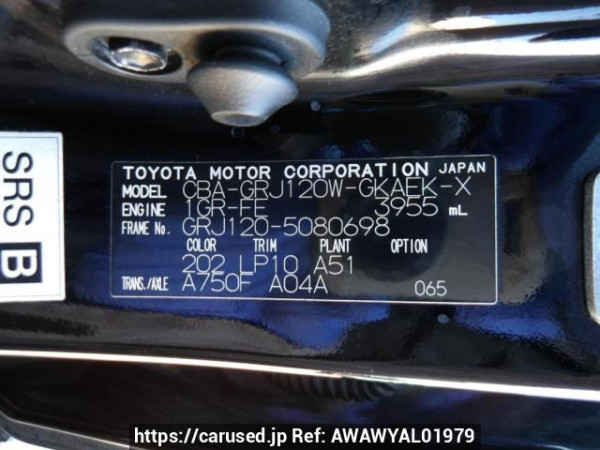 SRS B
TOYOTA MOTOR CORPORATION JAPAN
MODEL CBA-GRJ120W-GKAEK-X
ENGINE 1GR-FE 3955 mL
FRAME No. GRJ120-5080698
COLOR TRIM PLANT OPTION
202 LP10 A51
TRANS./AXLE A750F A04A 065
https://carused.jp Ref: AWAWYAL01979